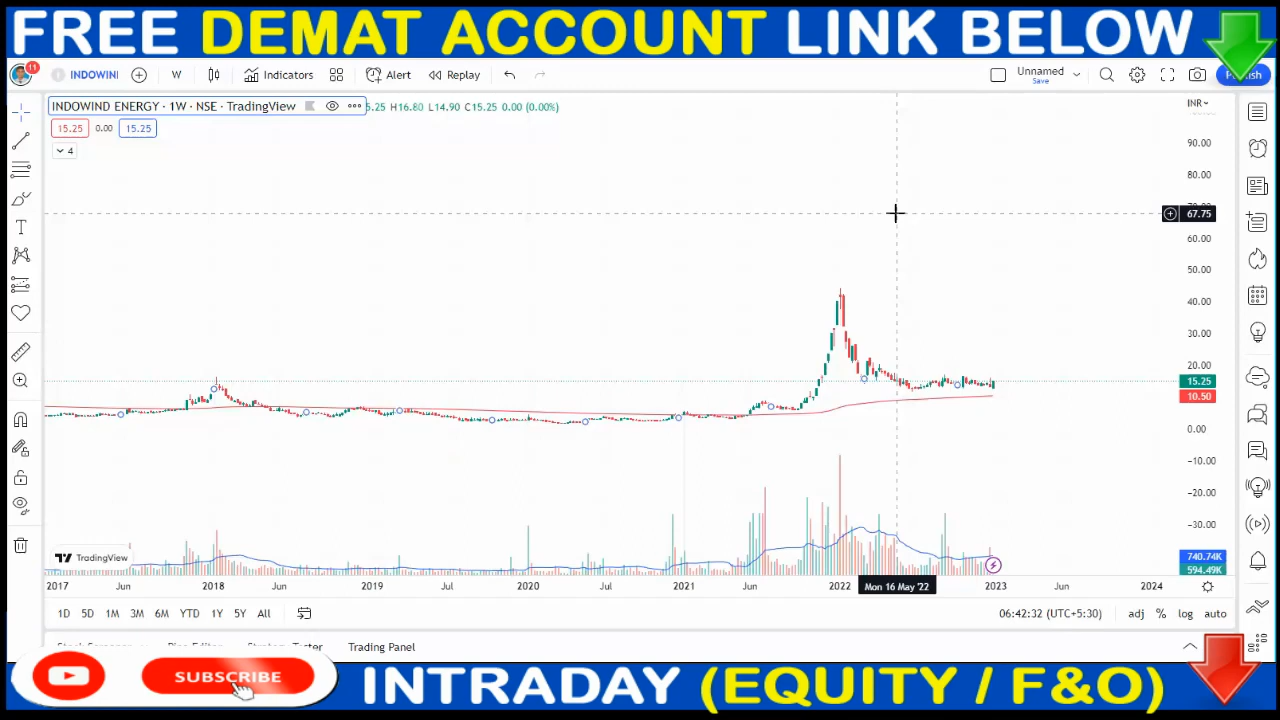 FREE DEMAT ACCOUNT LINK BELOW
11 INDOWINI W Indicators Alert Replay Unnamed Save Publish
INDOWIND ENERGY · 1W · NSE · TradingView 5.25 H16.80 L14.90 C15.25 0.00 (0.00%) INR
15.25 0.00 15.25
4
90.00
80.00
67.75
60.00
50.00
40.00
30.00
20.00
15.25
10.50
0.00
-10.00
-20.00
-30.00
TradingView
740.74K
594.49K
2017 Jun 2018 Jun 2019 Jul 2020 Jul 2021 Jun 2022 Mon 16 May '22 2023 Jun 2024
1D 5D 1M 3M 6M YTD 1Y 5Y All 06:42:32 (UTC+5:30) adj % log auto
Trading Panel
SUBSCRIBE
INTRADAY (EQUITY / F&O)